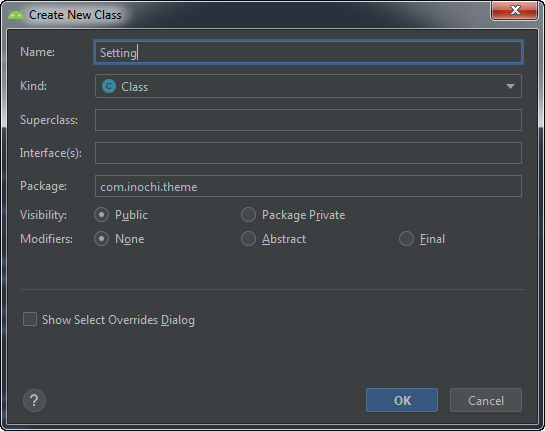 Create New Class
Name: Setting
Kind: C Class
Superclass:
Interface(s):
Package: com.inochi.theme
Visibility: Public Package Private
Modifiers: None Abstract Final
Show Select Overrides Dialog
? OK Cancel